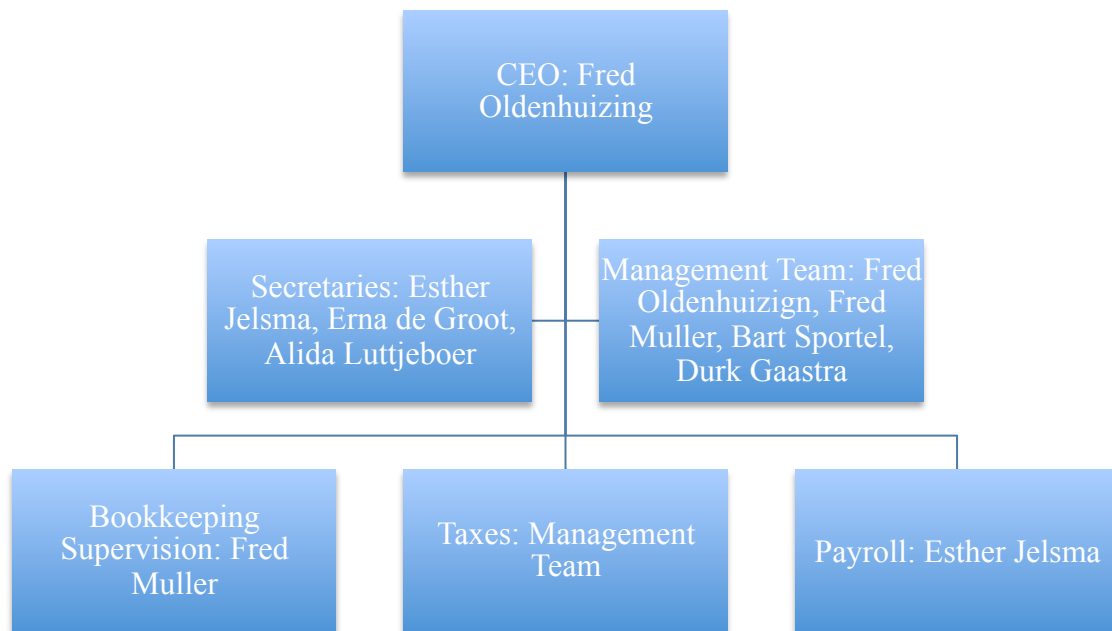 CEO: Fred
Oldenhuizing
Secretaries: Esther
Jelsma, Erna de Groot,
Alida Luttjeboer
Management Team: Fred
Oldenhuizign, Fred
Muller, Bart Sportel,
Durk Gaastra
Bookkeeping
Supervision: Fred
Muller
Taxes: Management
Team
Payroll: Esther Jelsma